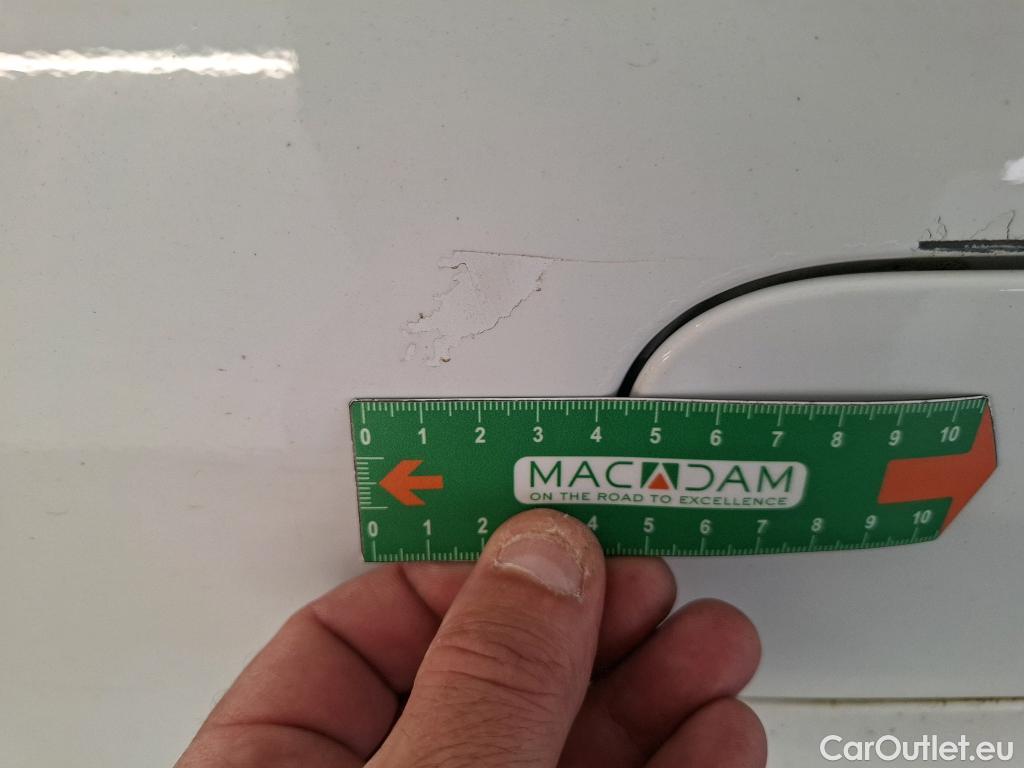 0 1 2 3 4 5 6 7 8 9 10
MACADAM
ON THE ROAD TO EXCELLENCE
0 1 2 4 5 6 7 8 9 10
CarOutlet.eu